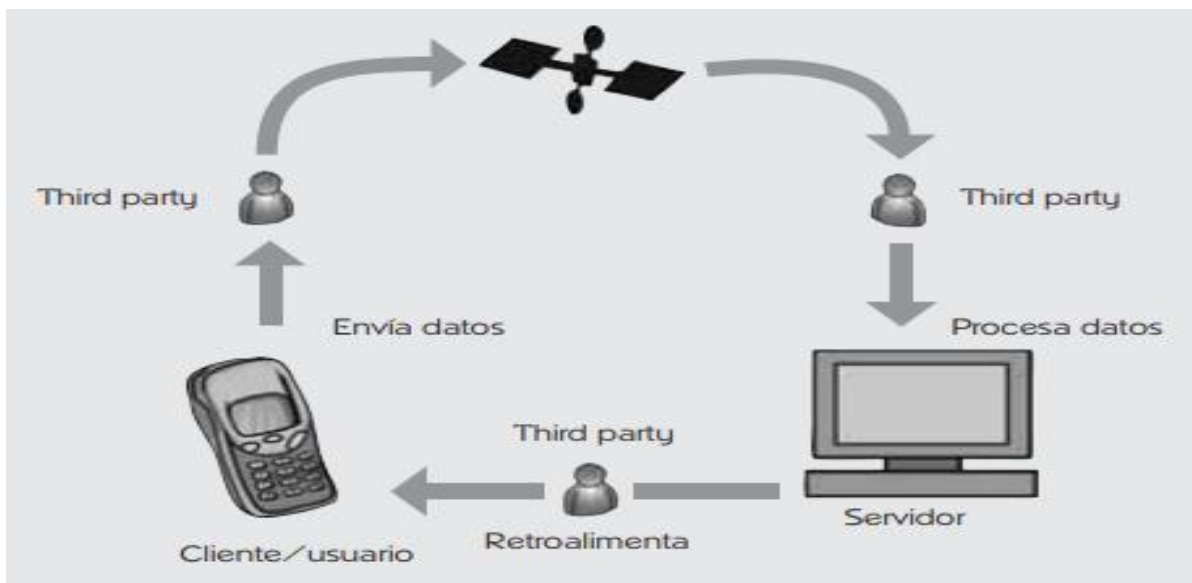 Third party
Third party
Envía datos
Procesa datos
Third party
Servidor
Retroalimenta
Cliente/usuario